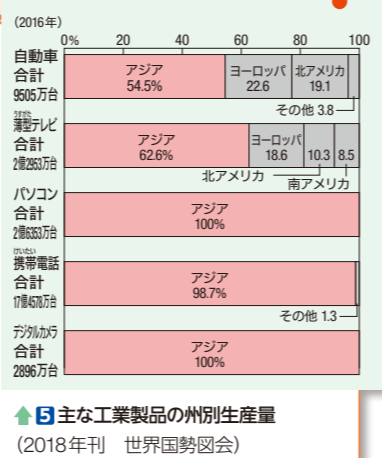 (2016年)
0% 20 40 60 80 100
自動車
合計
9505万台
アジア
54.5%
ヨーロッパ
22.6
北アメリカ
19.1
その他 3.8
うすがた
薄型テレビ
合計
2億2953万台
アジア
62.6%
ヨーロッパ
18.6
10.3
8.5
北アメリカ
南アメリカ
パソコン
合計
2億6353万台
アジア
100%
けいたい
携帯電話
合計
17億4578万台
アジア
98.7%
その他 1.3
デジタルカメラ
合計
2896万台
アジア
100%
5 主な工業製品の州別生産量
(2018年刊 世界国勢図会)